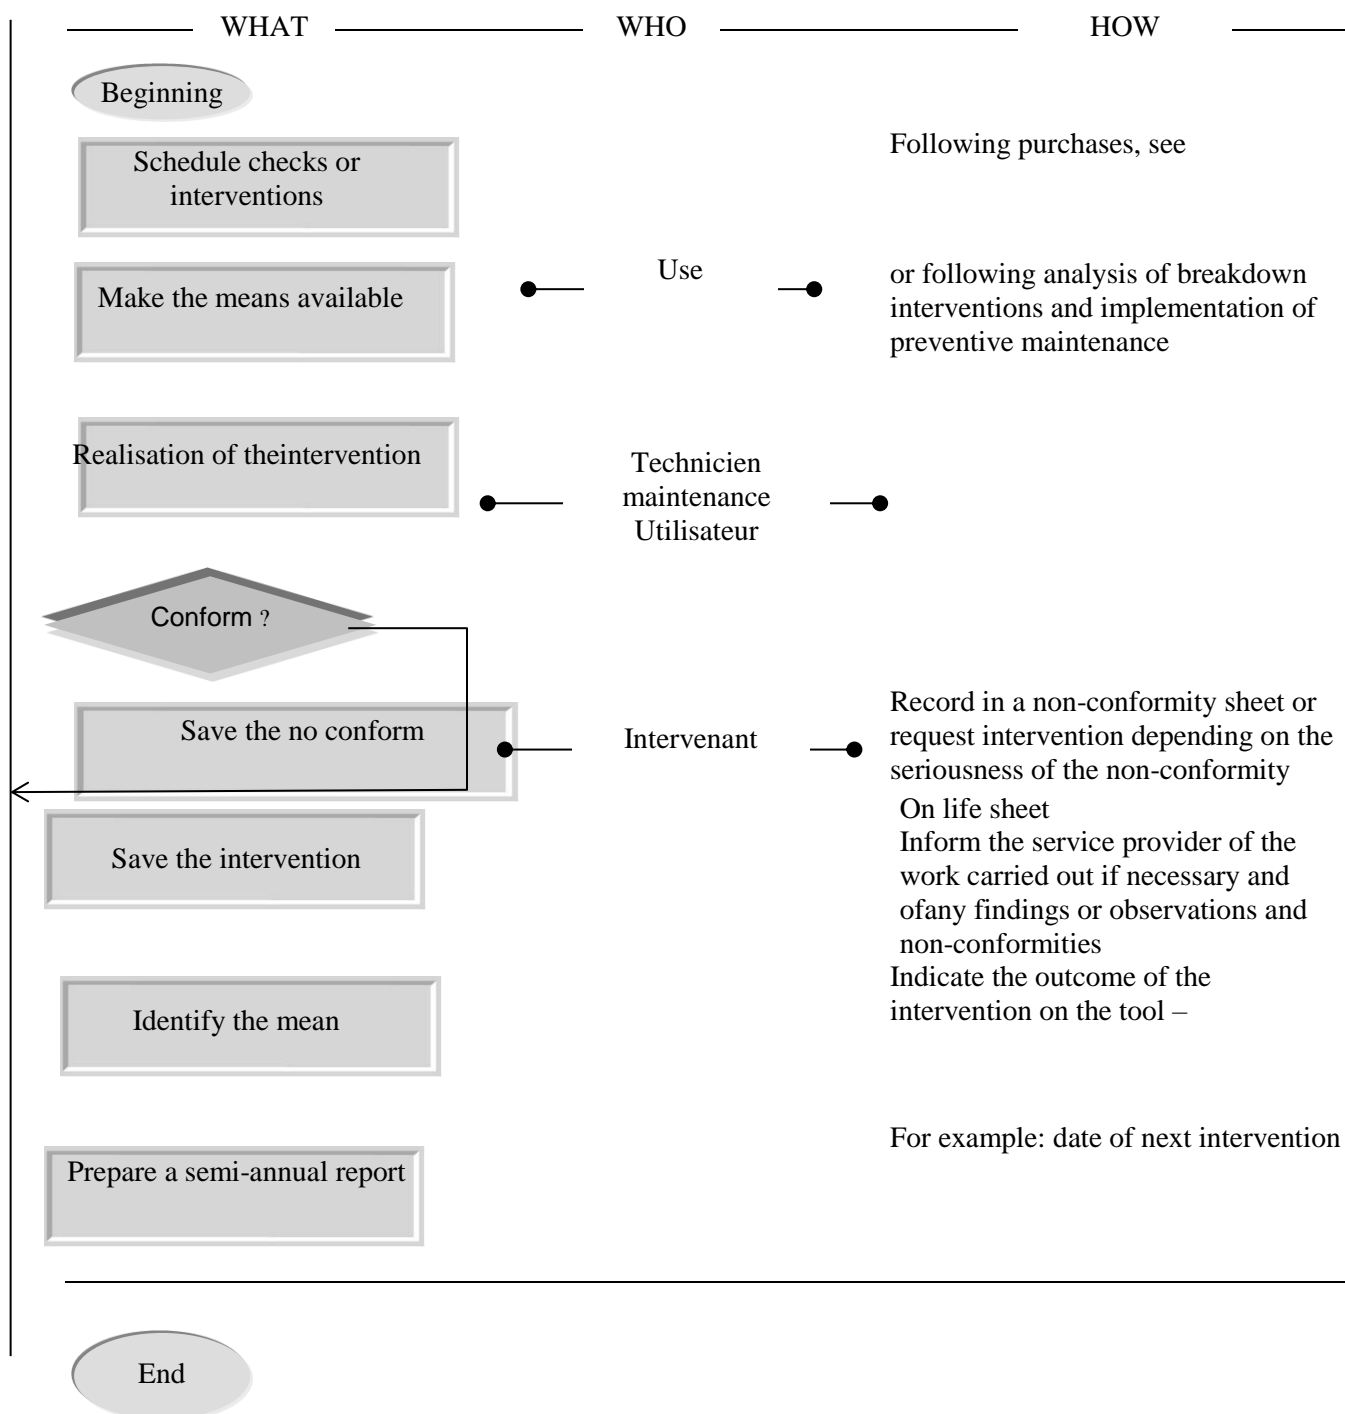 WHAT WHO HOW
Beginning
Schedule checks or
interventions
Following purchases, see
Make the means available
Use
or following analysis of breakdown
interventions and implementation of
preventive maintenance
Realisation of theintervention
Technicien
maintenance
Utilisateur
Conform ?
Save the no conform
Intervenant
Record in a non-conformity sheet or
request intervention depending on the
seriousness of the non-conformity
Save the intervention
On life sheet
Inform the service provider of the
work carried out if necessary and
ofany findings or observations and
non-conformities
Identify the mean
Indicate the outcome of the
intervention on the tool –
Prepare a semi-annual report
For example: date of next intervention
End